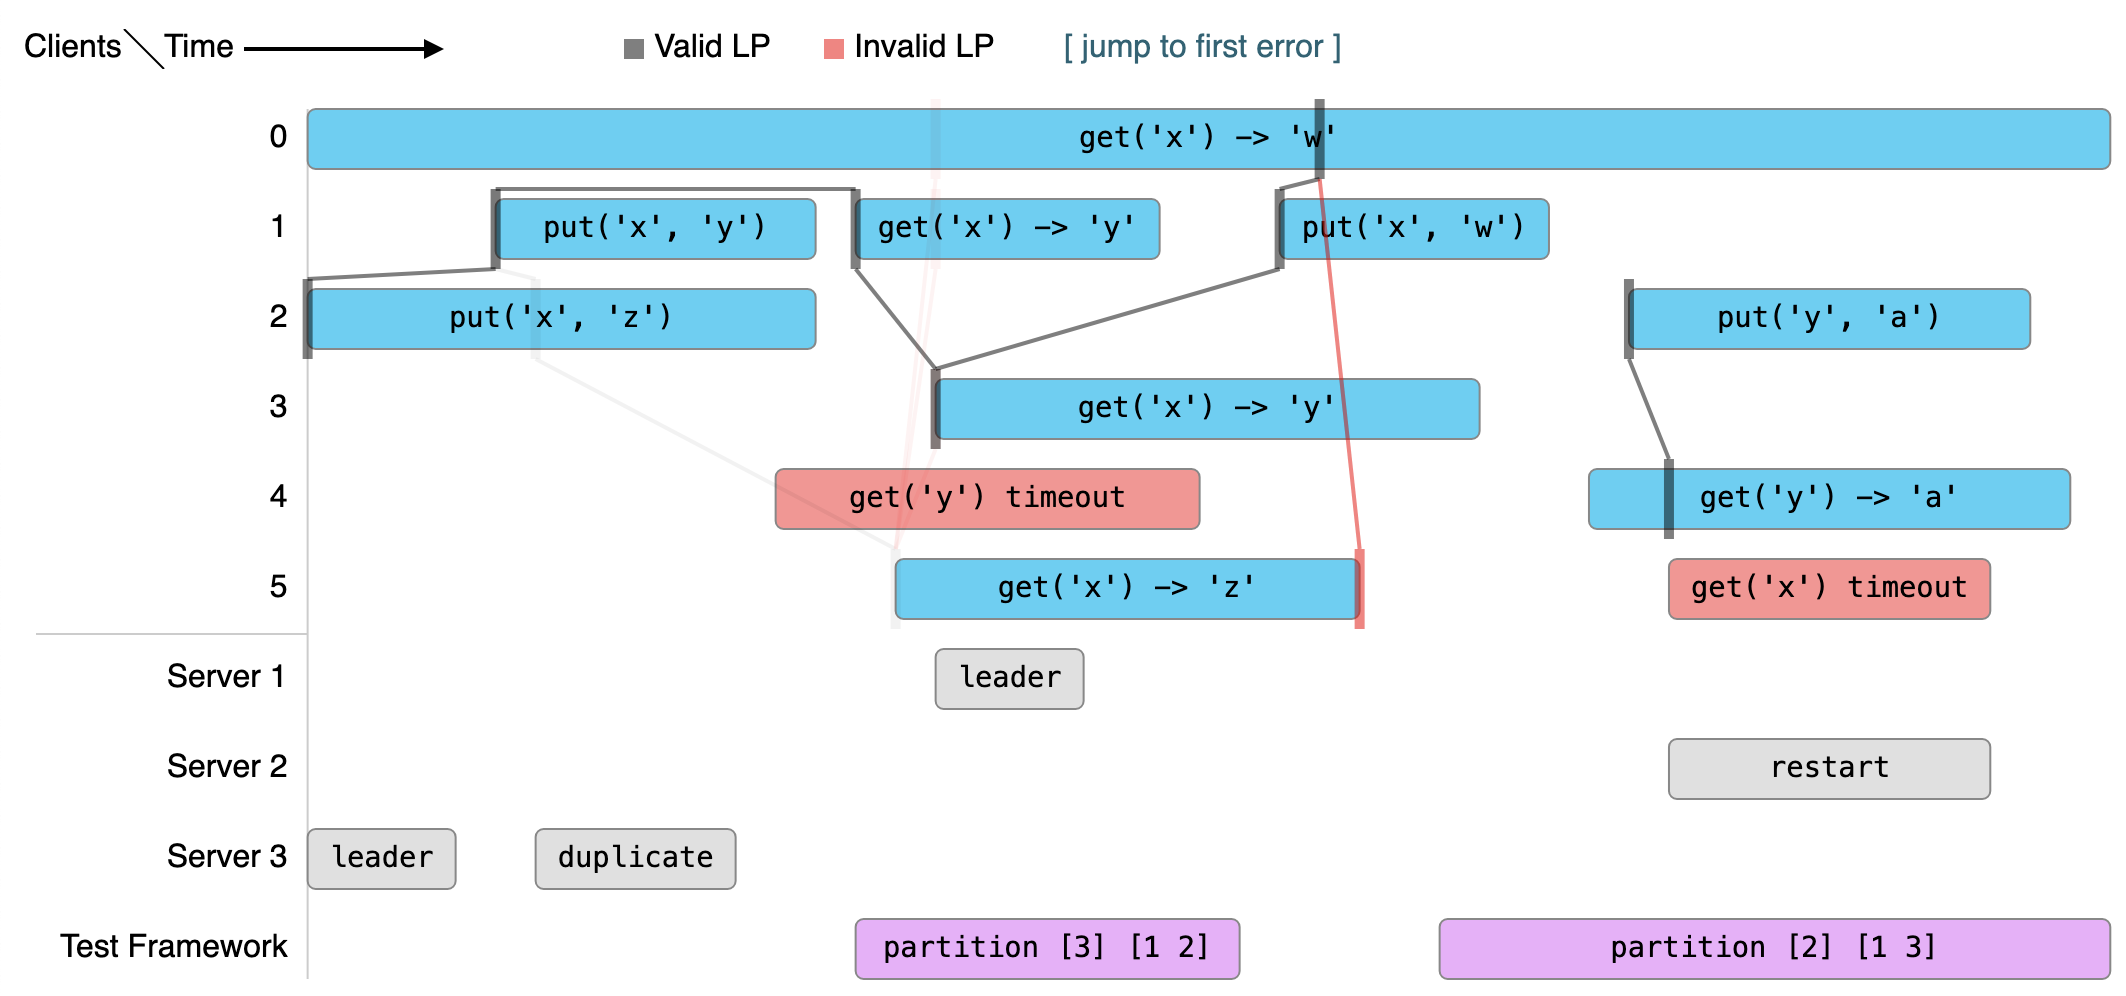 Clients Time Valid LP Invalid LP [ jump to first error ]
0 get('x') -> 'w'
1 put('x', 'y') get('x') -> 'y' put('x', 'w')
2 put('x', 'z') put('y', 'a')
3 get('x') -> 'y'
4 get('y') timeout get('y') -> 'a'
5 get('x') -> 'z' get('x') timeout
Server 1 leader
Server 2 restart
Server 3 leader duplicate
Test Framework partition [3] [1 2] partition [2] [1 3]